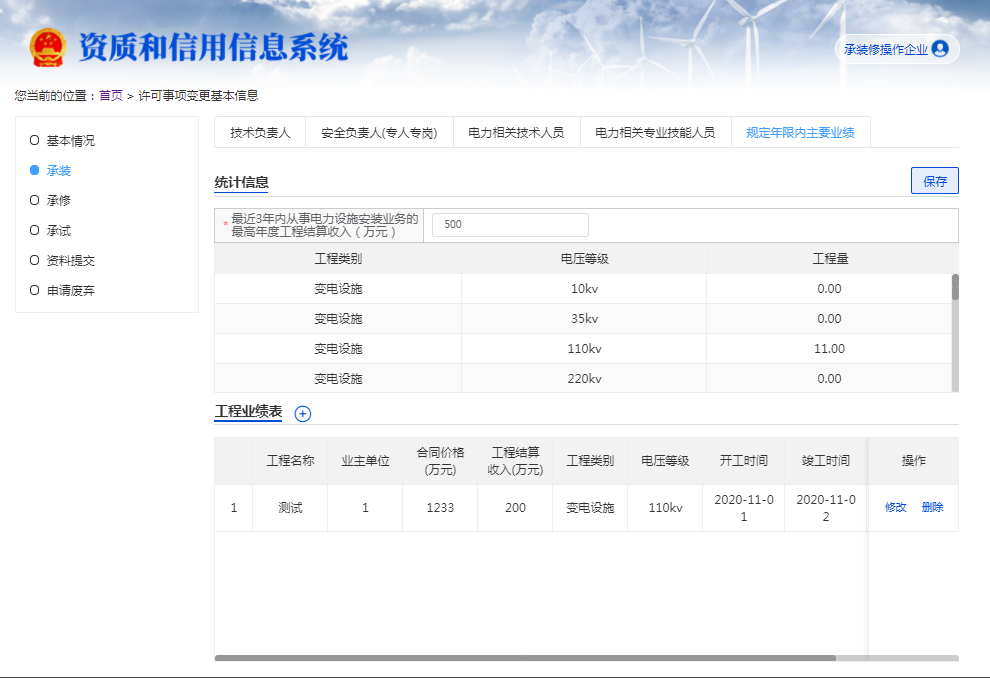 资质和信用信息系统
承装修操作企业
您当前的位置：首页 > 许可事项变更基本信息
基本情况
承装
承修
承试
资料提交
申请废弃
技术负责人 安全负责人(专人专岗) 电力相关技术人员 电力相关专业技能人员 规定年限内主要业绩
统计信息 保存
* 最近3年内从事电力设施安装业务的
最高年度工程结算收入（万元） 500
工程类别 电压等级 工程量
变电设施 10kv 0.00
变电设施 35kv 0.00
变电设施 110kv 11.00
变电设施 220kv 0.00
工程业绩表
工程名称 业主单位 合同价格
(万元) 工程结算
收入(万元) 工程类别 电压等级 开工时间 竣工时间 操作
1 测试 1 1233 200 变电设施 110kv 2020-11-0
1 2020-11-0
2 修改 删除